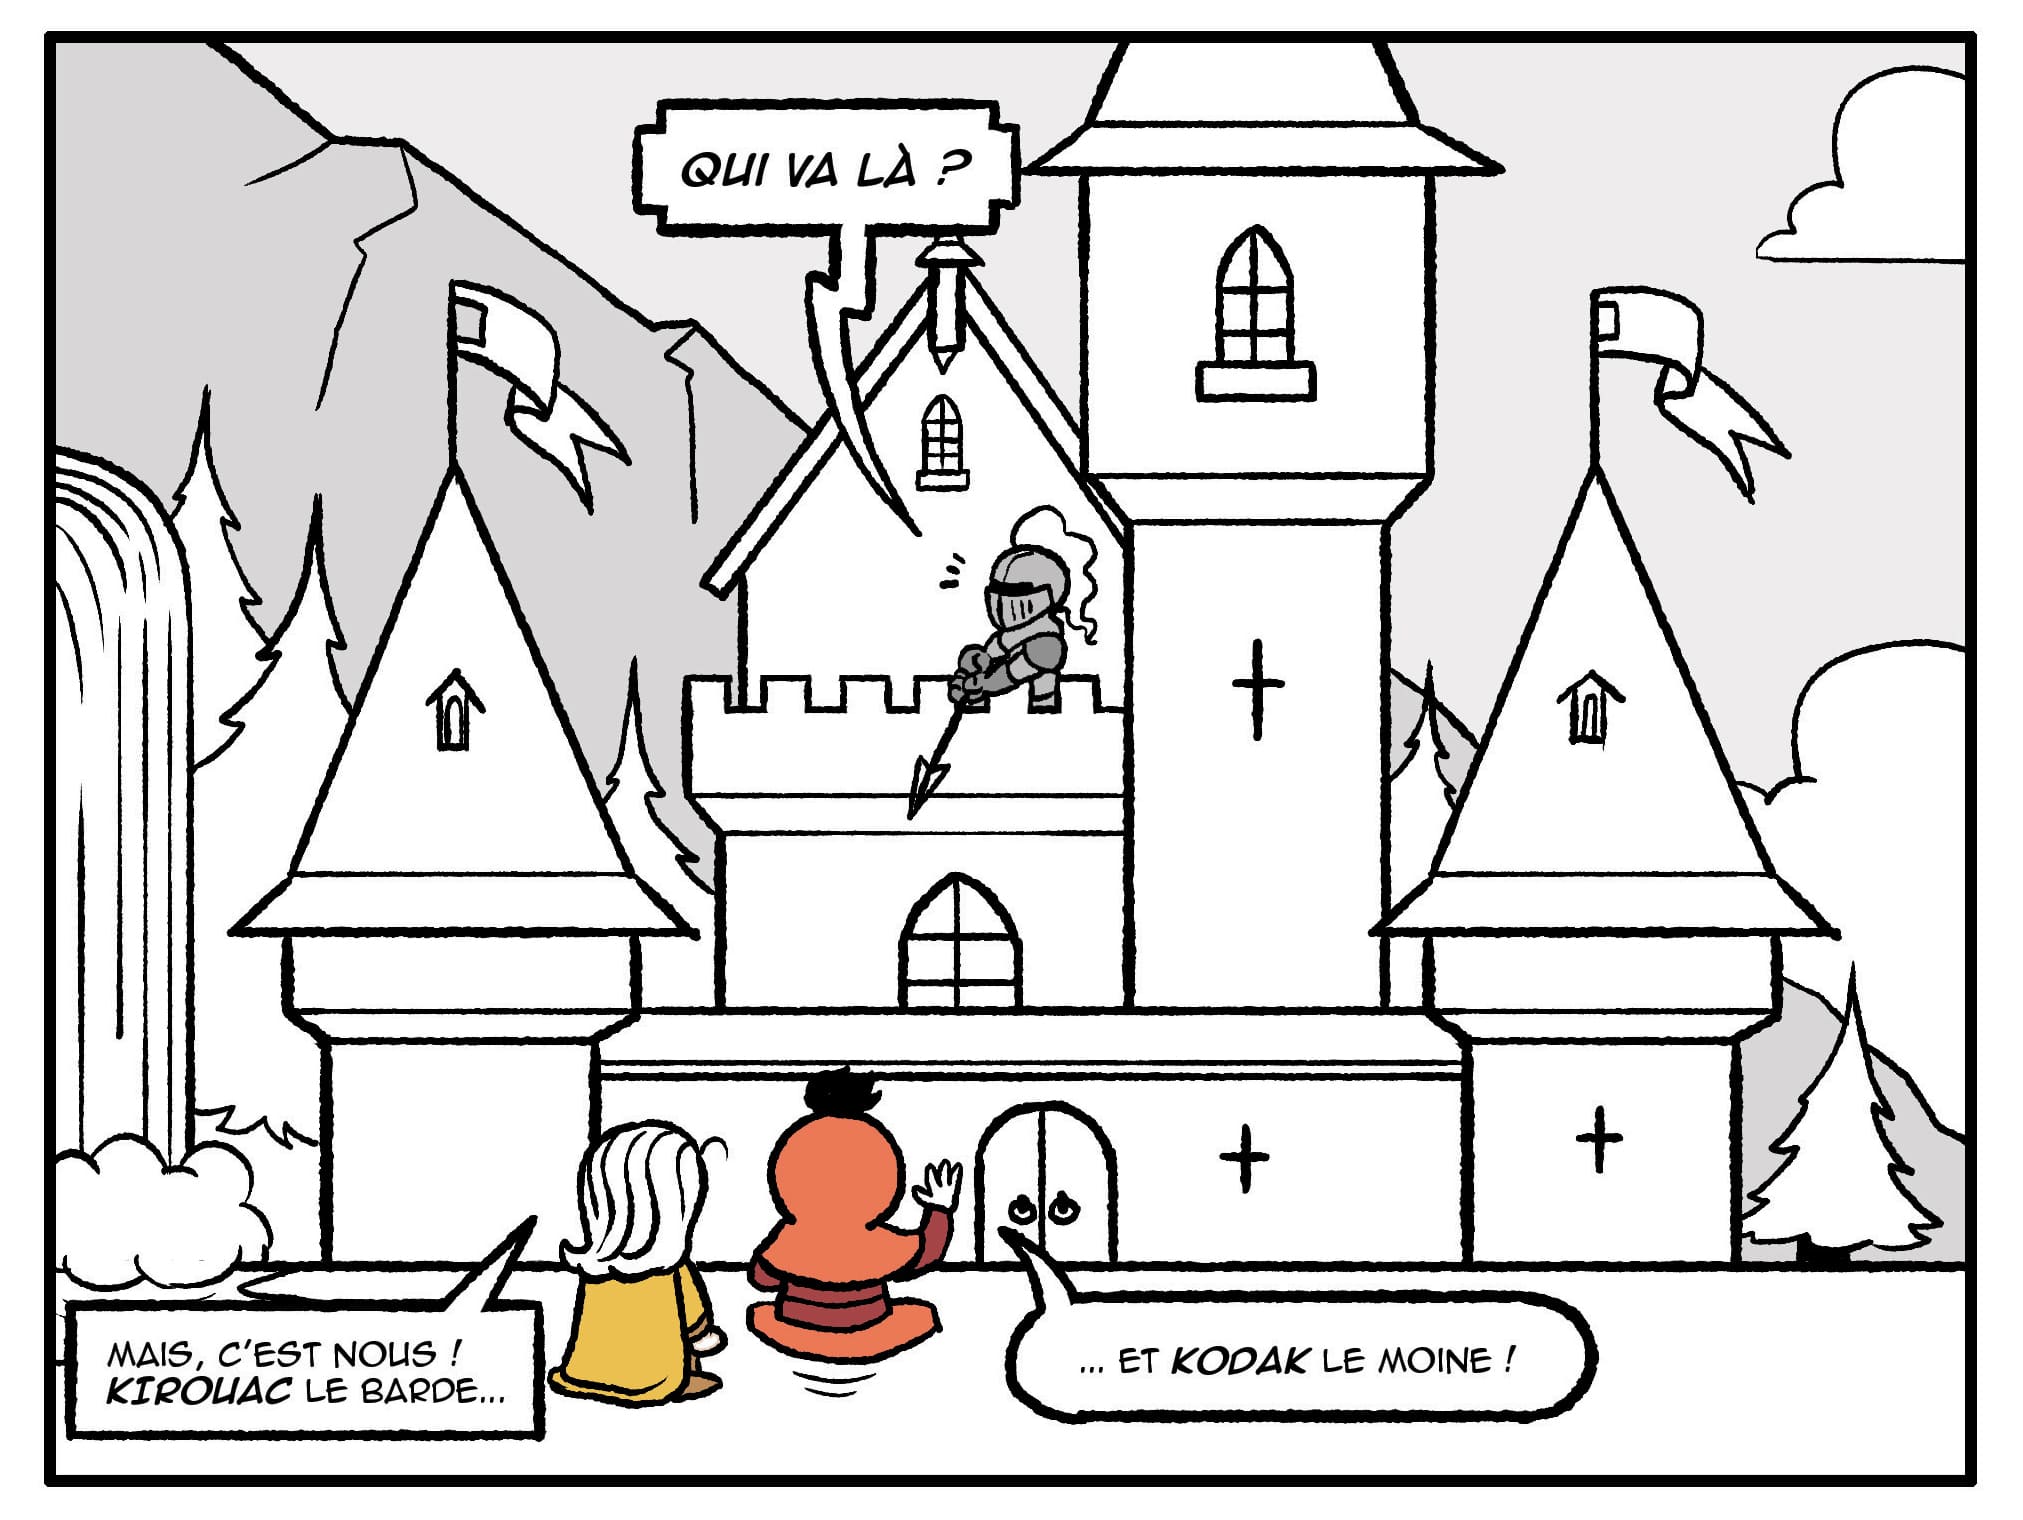 QUI VA LÀ ?
MAIS, C'EST NOUS !
KIROUAC LE BARDE...
... ET KODAK LE MOINE !